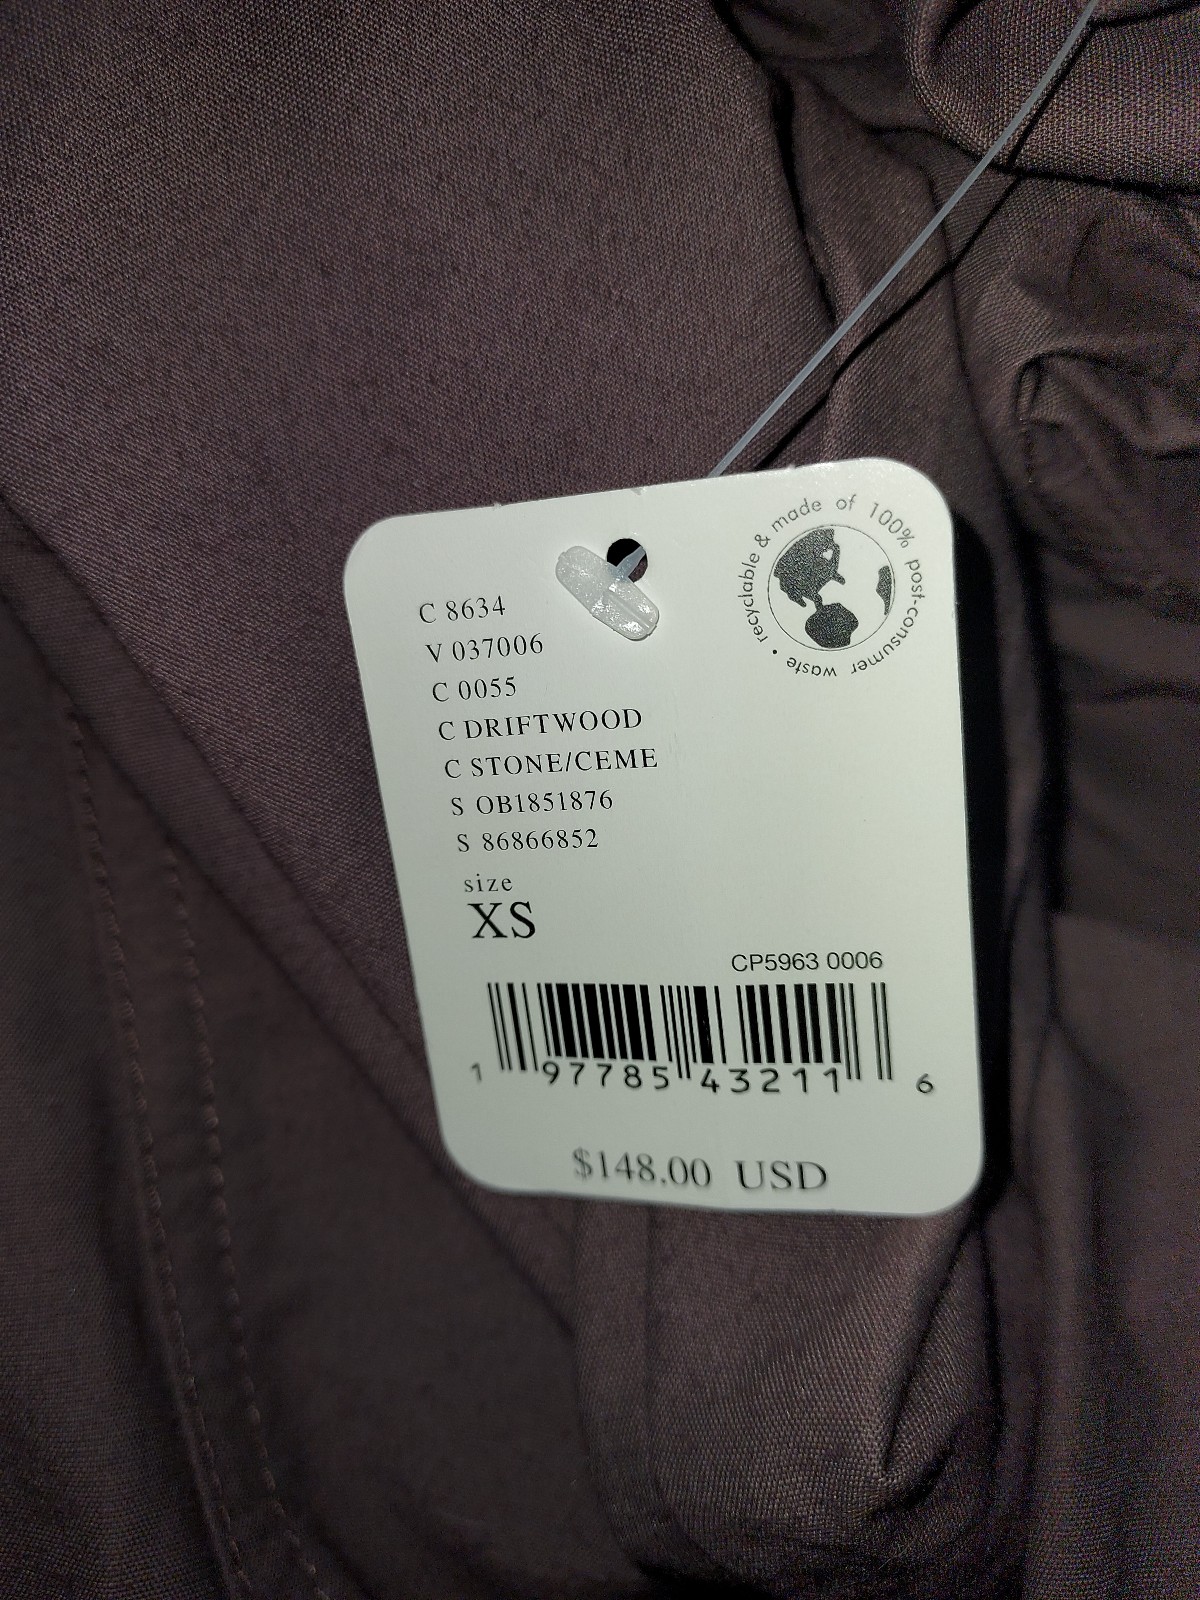 recyclable & made of 100% post-consumer waste •
C 8634
V 037006
C 0055
C DRIFTWOOD
C STONE/CEME
S OB1851876
S 86866852
size
XS
CP5963 0006
1 97785 43211 6
$148.00 USD